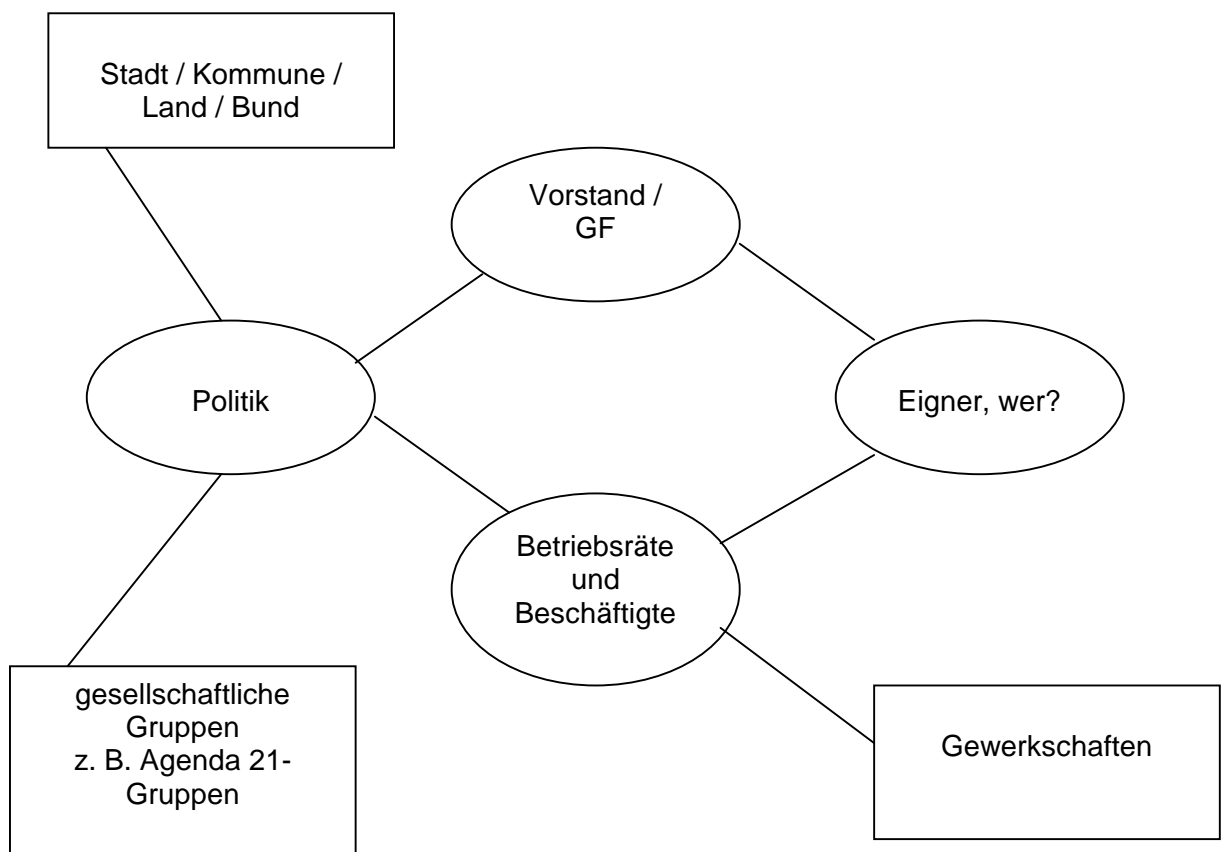 Stadt / Kommune /
Land / Bund
Vorstand /
GF
Politik
Eigner, wer?
Betriebsräte
und
Beschäftigte
gesellschaftliche
Gruppen
z. B. Agenda 21-
Gruppen
Gewerkschaften